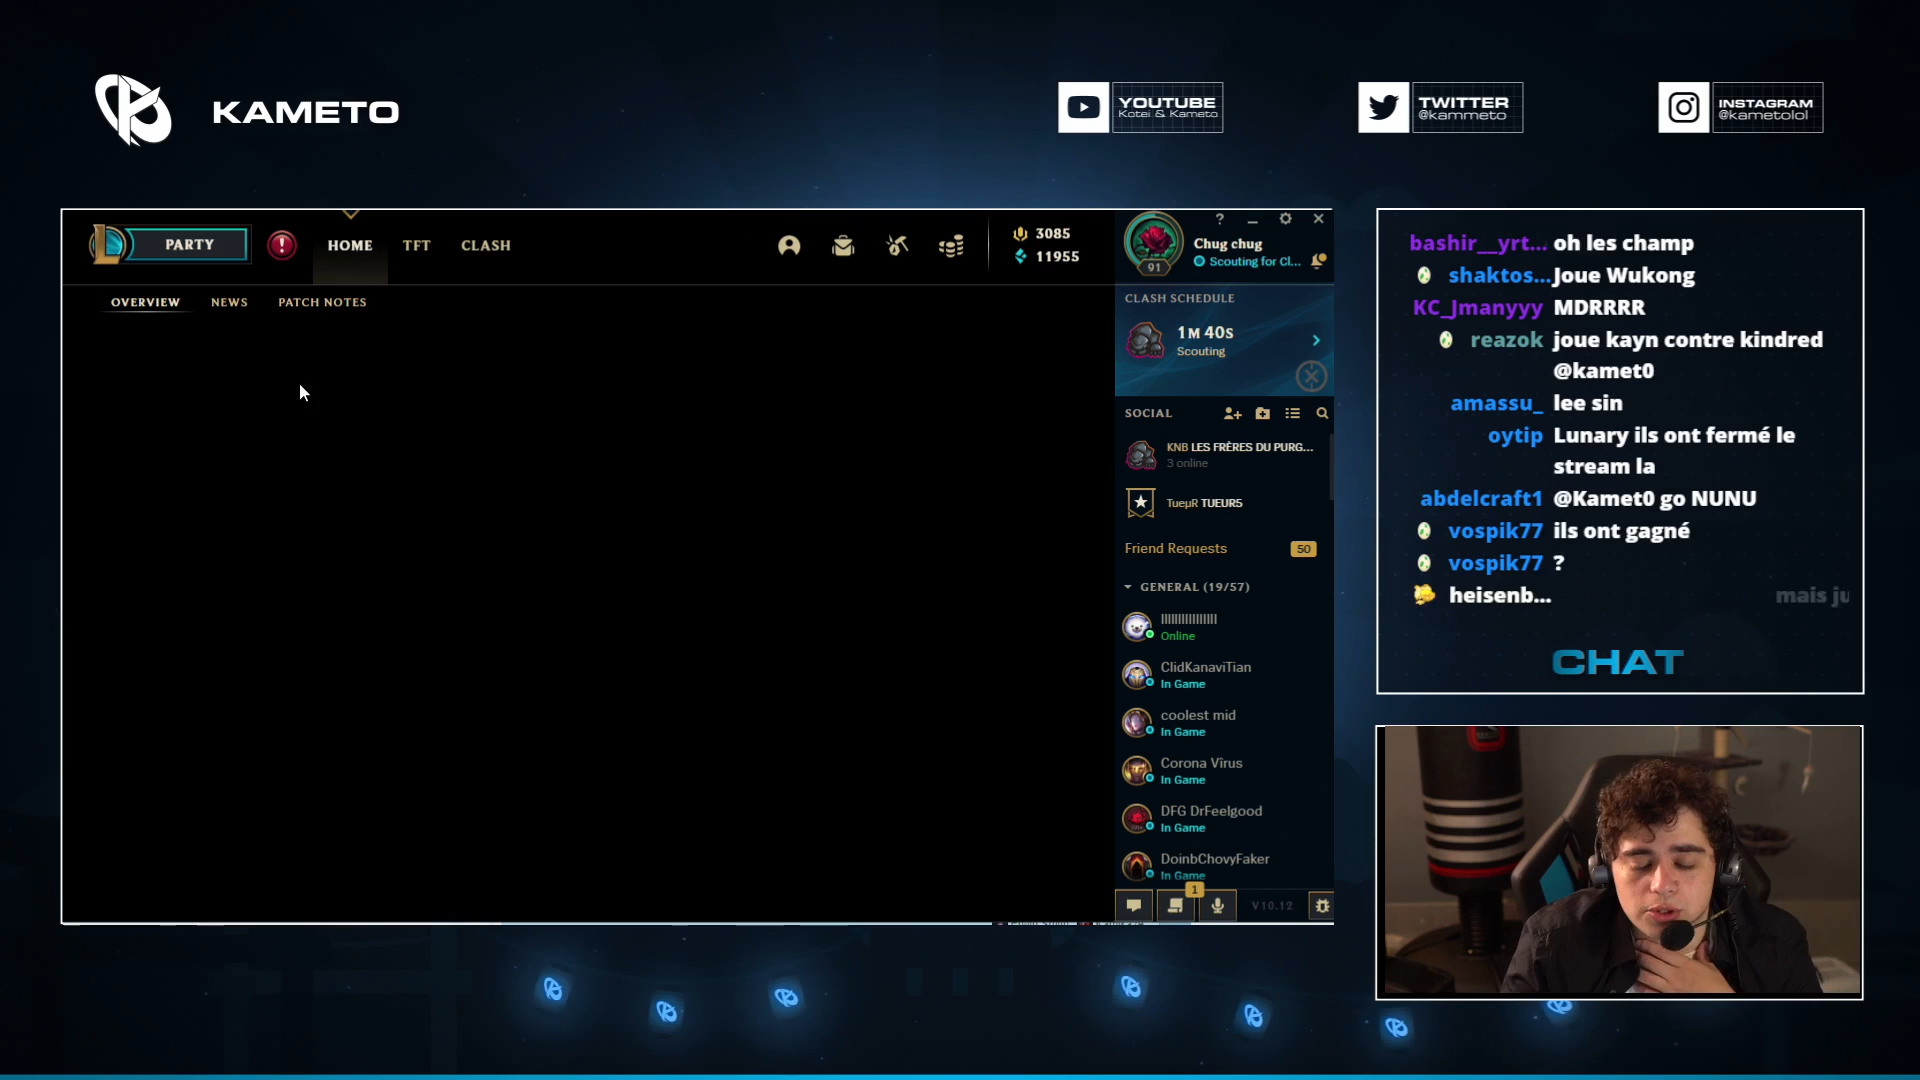 KAMETO
YOUTUBE
Kotei & Kameto
TWITTER
@kammeto
INSTAGRAM
@kametolol
PARTY
HOME
TFT
CLASH
3085
11955
91
?
Chug chug
Scouting for Cl...
OVERVIEW
NEWS
PATCH NOTES
CLASH SCHEDULE
1M 40S
Scouting
SOCIAL
KNB LES FRÈRES DU PURG...
3 online
TueμR TUEUR5
Friend Requests
50
GENERAL (19/57)
Online
ClidKanaviTian
In Game
coolest mid
In Game
Corona Vîrus
In Game
DFG DrFeelgood
In Game
DoinbChovyFaker
In Game
1
V10.12
bashir__yrt... oh les champ
shaktos... Joue Wukong
KC_Jmanyyy MDRRRR
reazok joue kayn contre kindred
@kamet0
amassu_ lee sin
oytip Lunary ils ont fermé le
stream la
abdelcraft1 @Kamet0 go NUNU
vospik77 ils ont gagné
vospik77 ?
heisenb... mais ju
CHAT